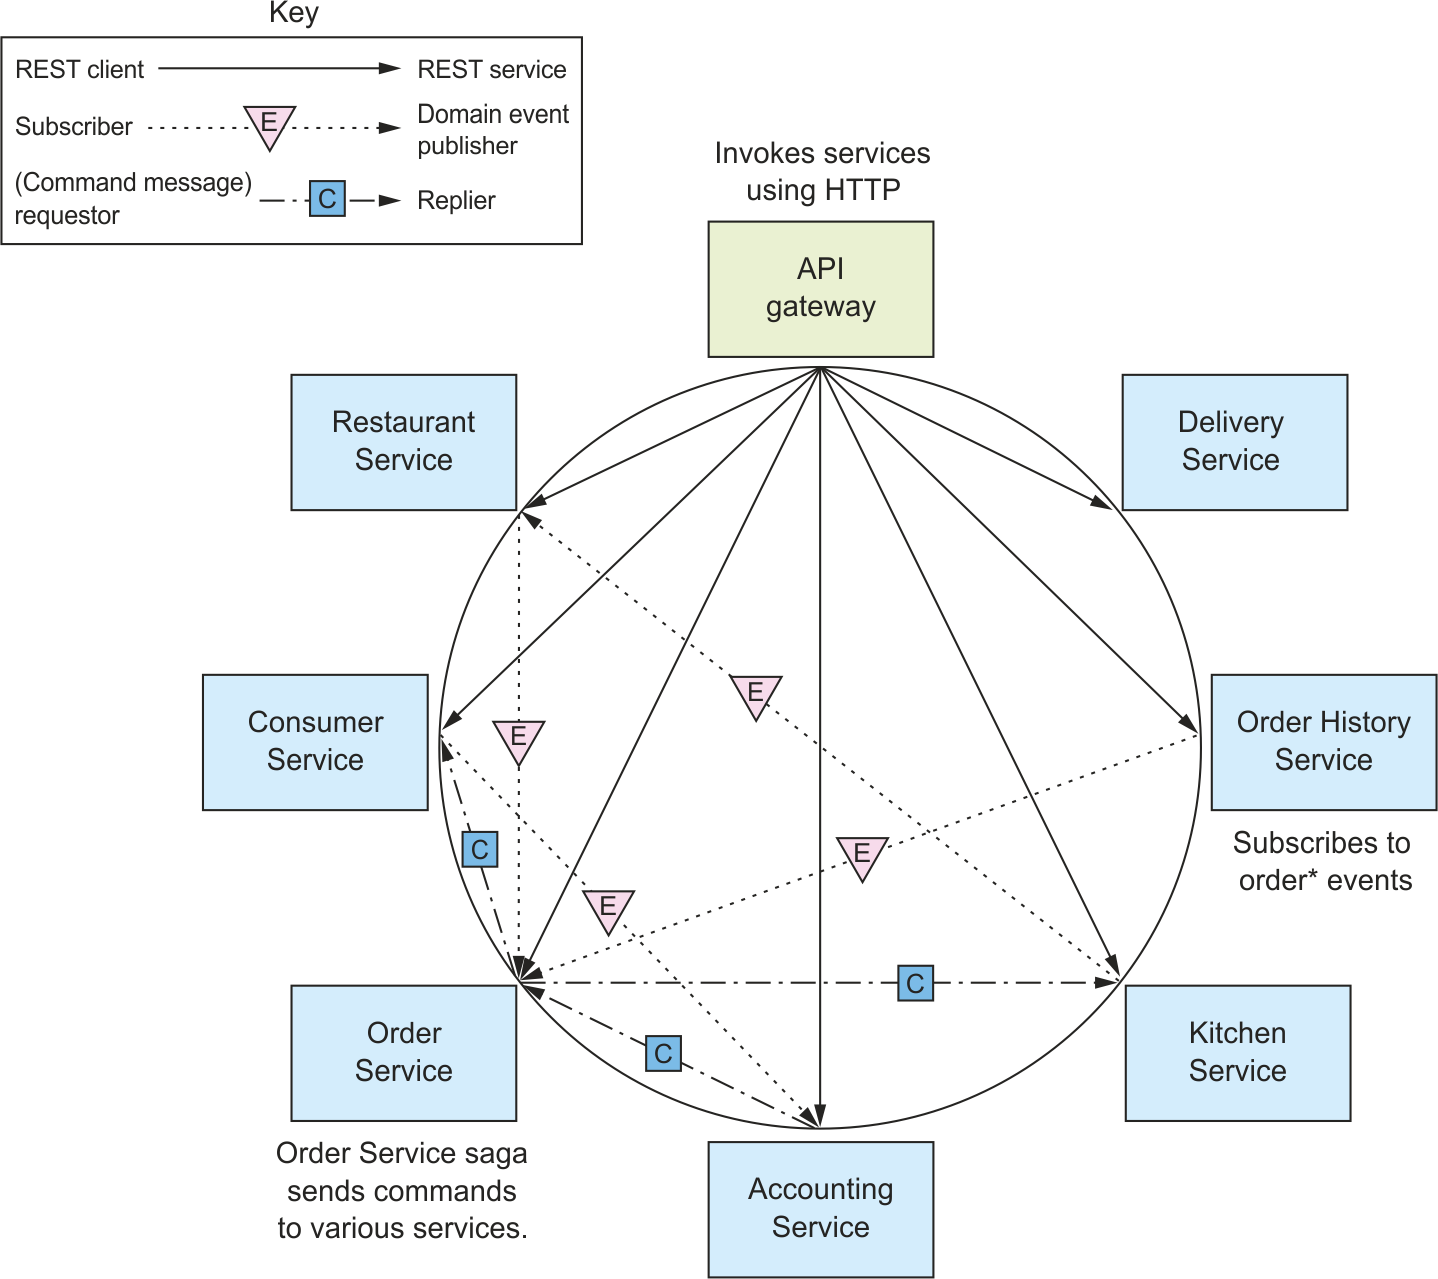 Key
REST client
REST service
Subscriber
E
Domain event
publisher
(Command message)
requestor
C
Replier
Invokes services
using HTTP
API
gateway
Restaurant
Service
Delivery
Service
Consumer
Service
E
E
Order History
Service
C
E
E
Subscribes to
order* events
C
C
Order
Service
Kitchen
Service
Order Service saga
sends commands
to various services.
Accounting
Service